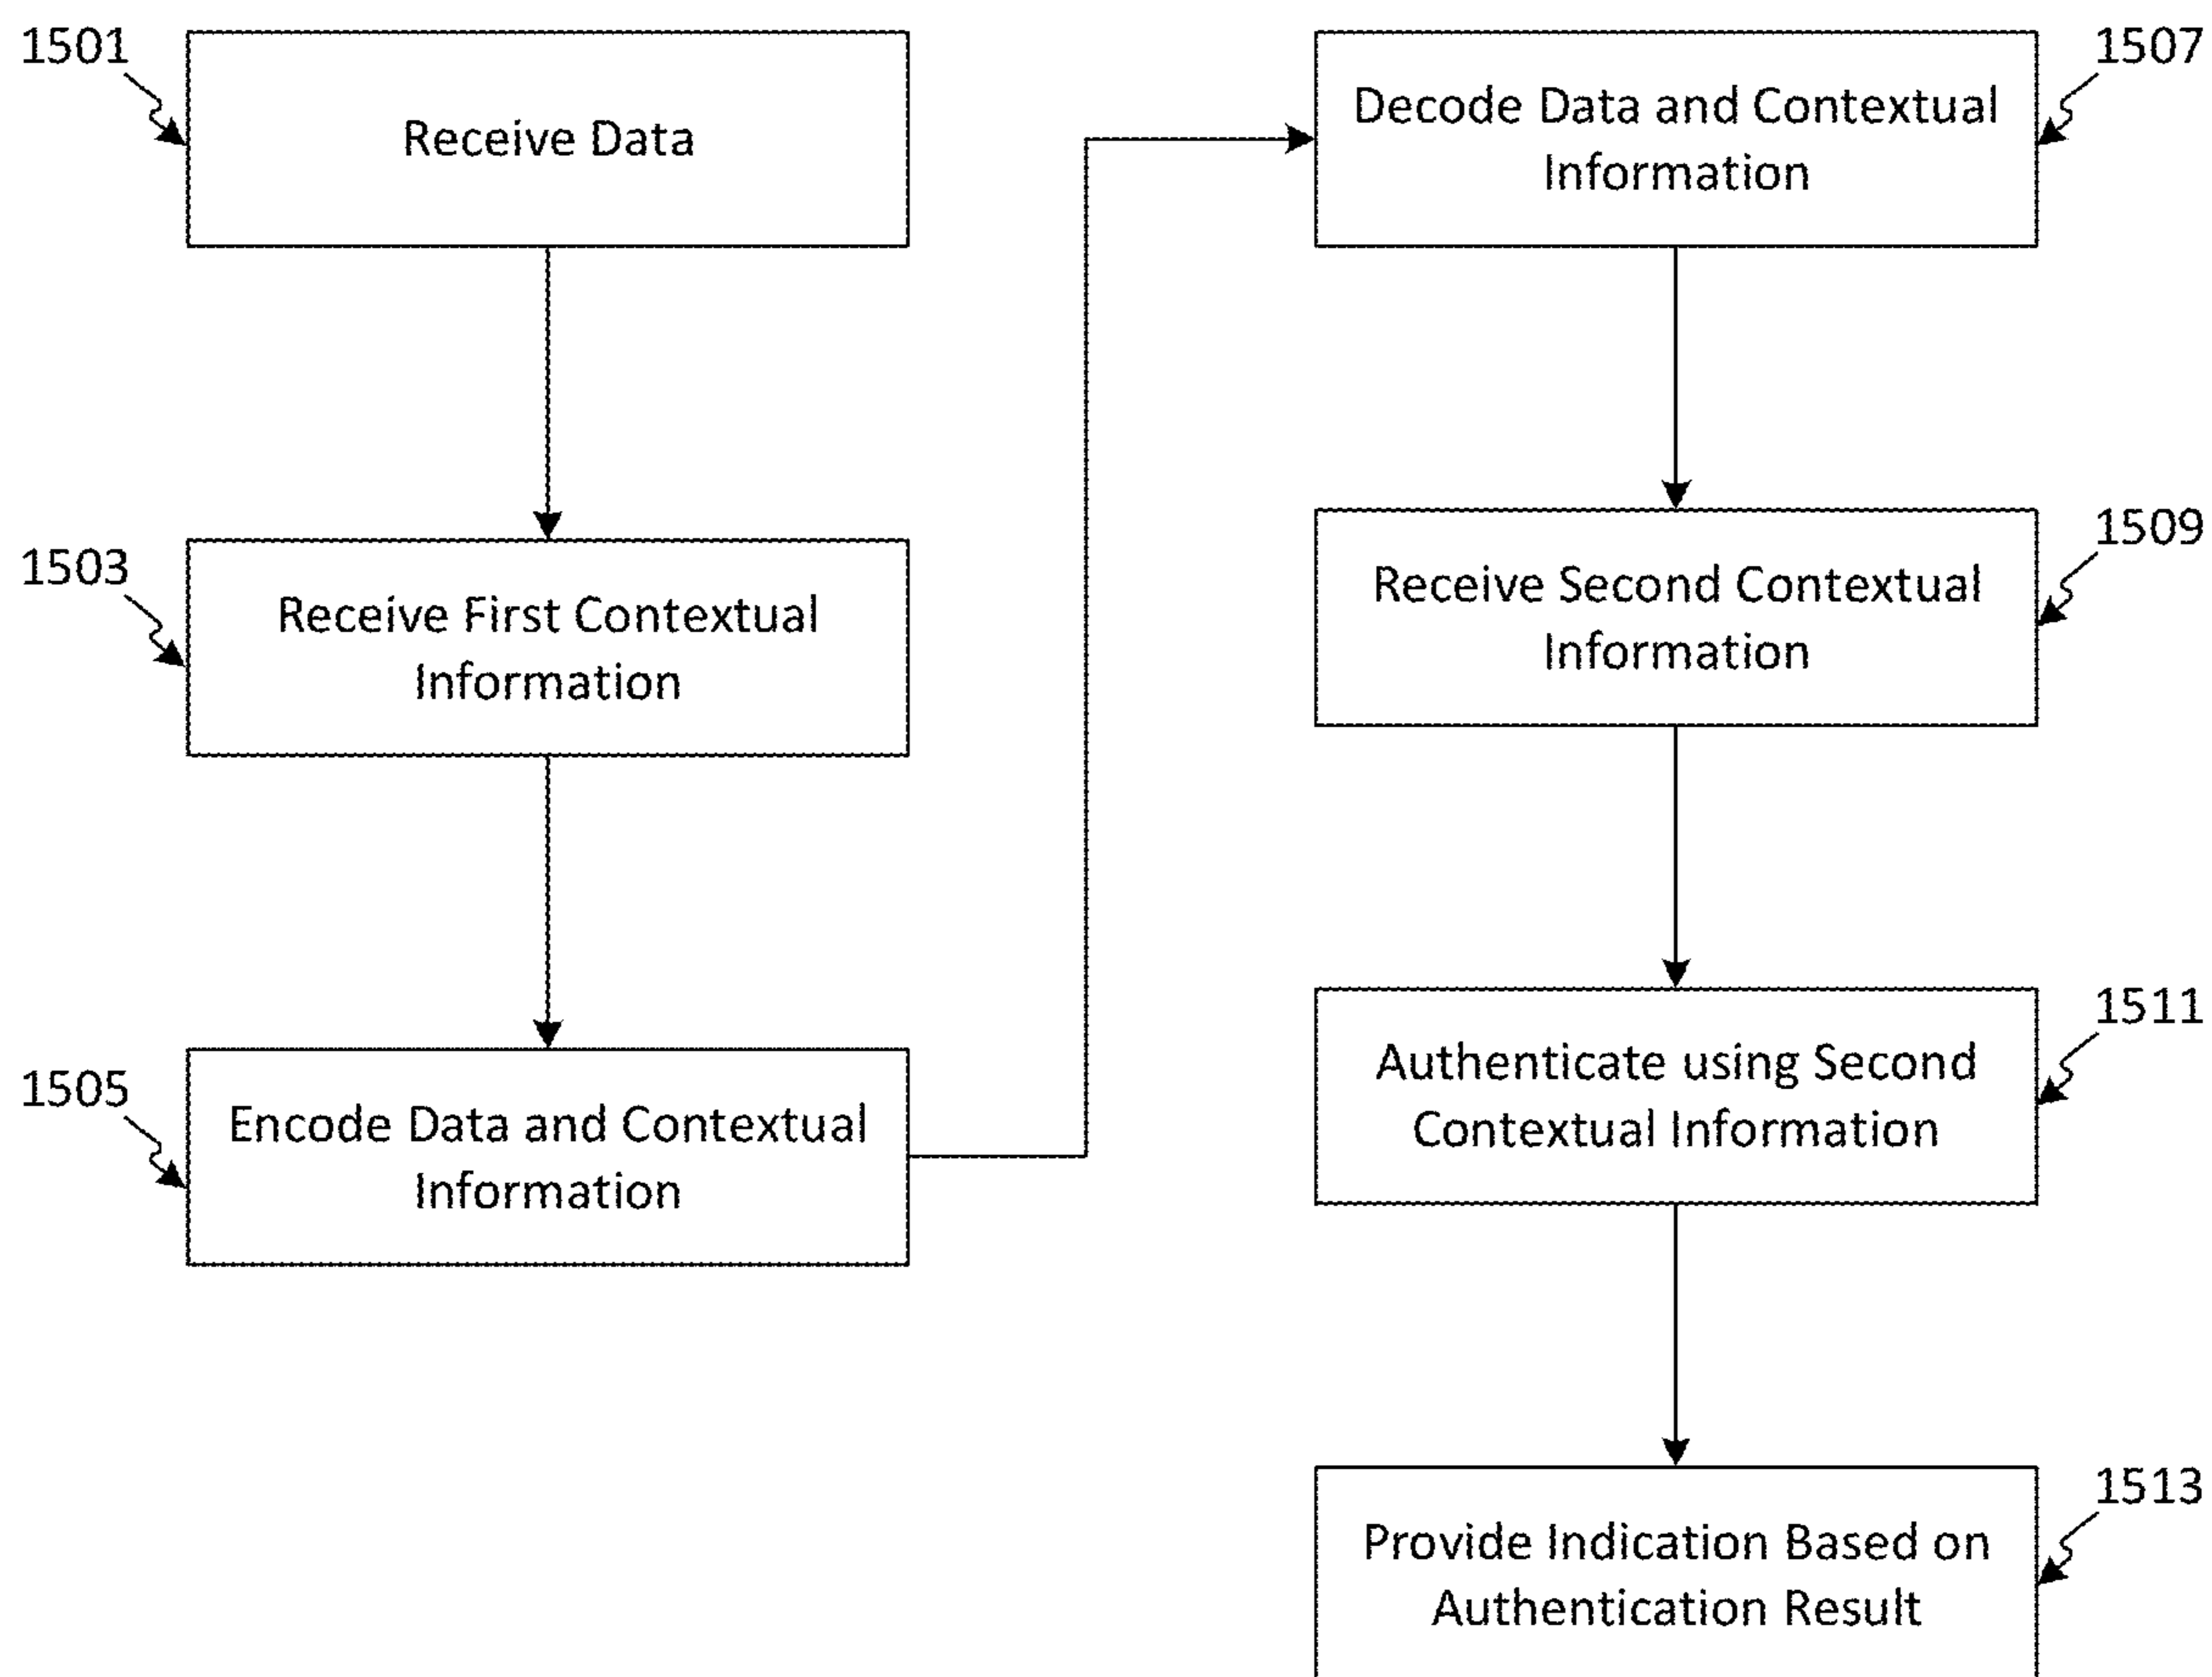 1501
Receive Data
1503
Receive First Contextual
Information
1505
Encode Data and Contextual
Information
1507
Decode Data and Contextual
Information
1509
Receive Second Contextual
Information
1511
Authenticate using Second
Contextual Information
1513
Provide Indication Based on
Authentication Result